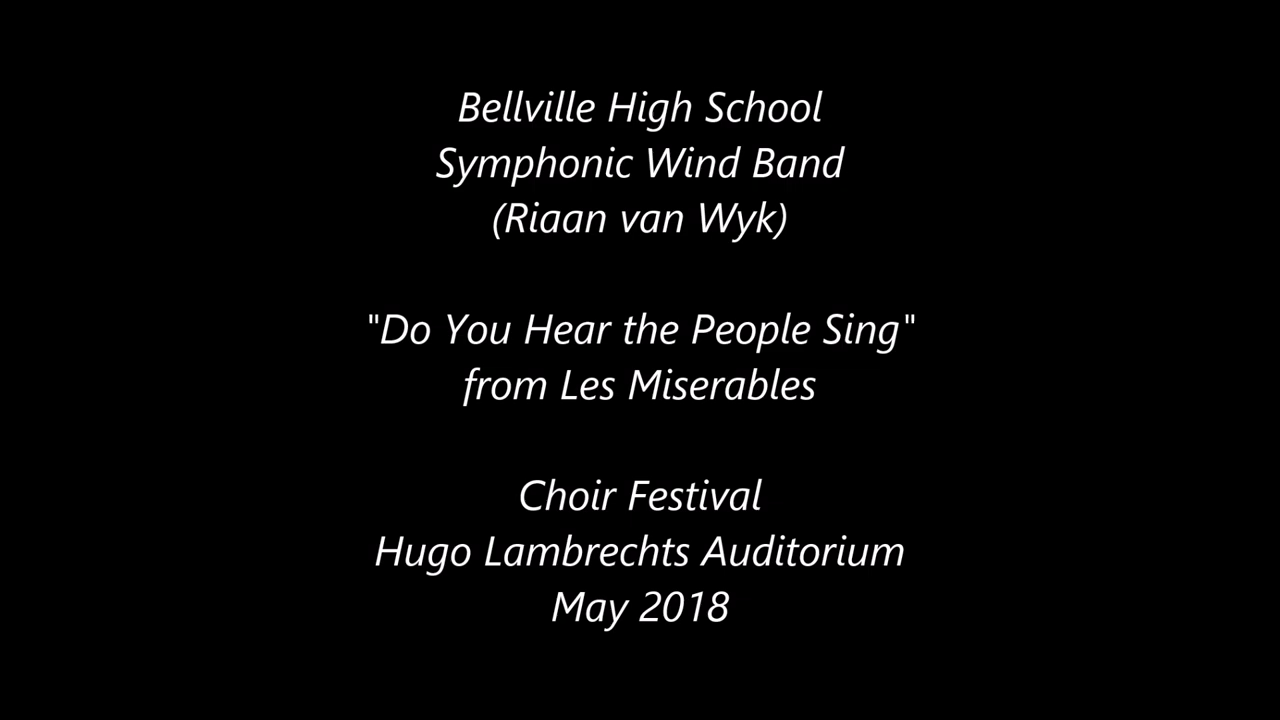 Bellville High School
Symphonic Wind Band
(Riaan van Wyk)
"Do You Hear the People Sing"
from Les Miserables
Choir Festival
Hugo Lambrechts Auditorium
May 2018